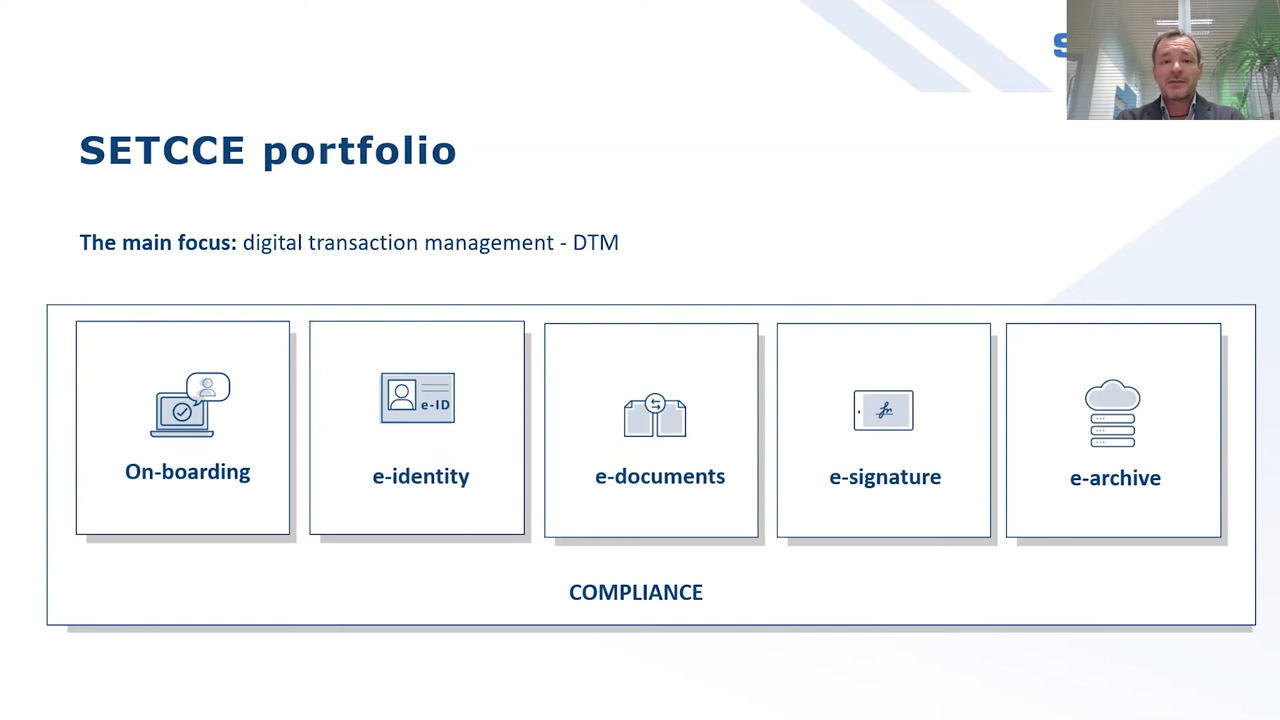 SETCCE portfolio
The main focus: digital transaction management - DTM
e-ID
On-boarding
e-identity
e-documents
e-signature
e-archive
COMPLIANCE